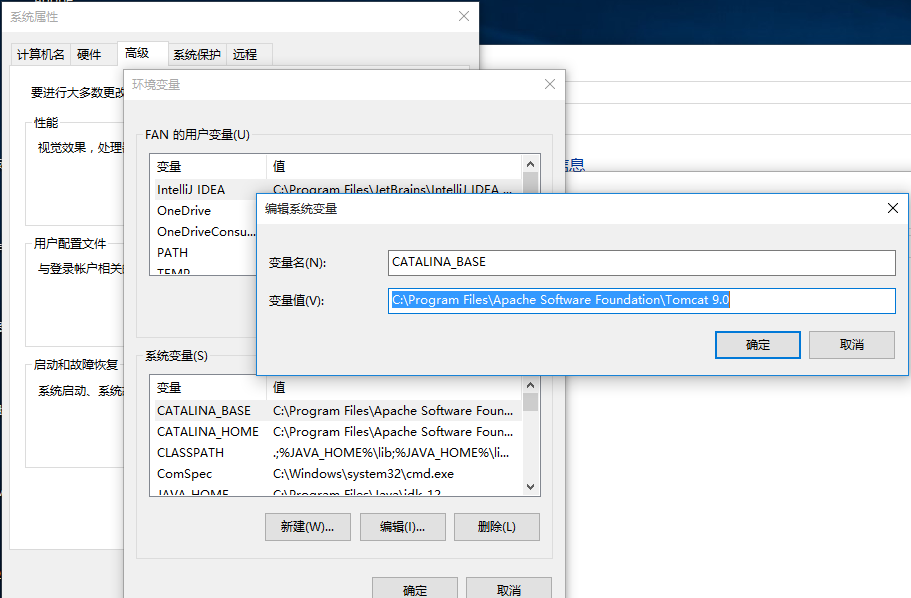 系统属性
计算机名 硬件 高级 系统保护 远程
要进行大多数更改
性能
视觉效果，处理
用户配置文件
与登录帐户相关
启动和故障恢复
系统启动、系统
环境变量
FAN 的用户变量(U)
变量 值
IntelliJ IDEA C:\Program Files\JetBrains\IntelliJ IDEA ...
OneDrive
OneDriveConsu...
PATH
TEMP
信息
编辑系统变量
变量名(N): CATALINA_BASE
变量值(V): C:\Program Files\Apache Software Foundation\Tomcat 9.0
确定 取消
系统变量(S)
变量 值
CATALINA_BASE C:\Program Files\Apache Software Foun...
CATALINA_HOME C:\Program Files\Apache Software Foun...
CLASSPATH .;%JAVA_HOME%\lib;%JAVA_HOME%\li...
ComSpec C:\Windows\system32\cmd.exe
JAVA_HOME C:\Program Files\Java\jdk-12
新建(W)... 编辑(I)... 删除(L)
确定 取消